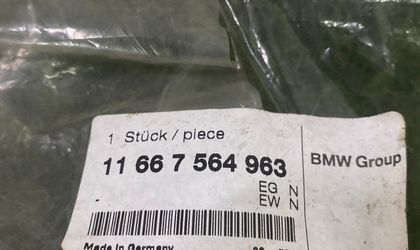 1 Stück / piece
11 66 7 564 963
BMW Group
EG N
EW N
-
Made in Germany